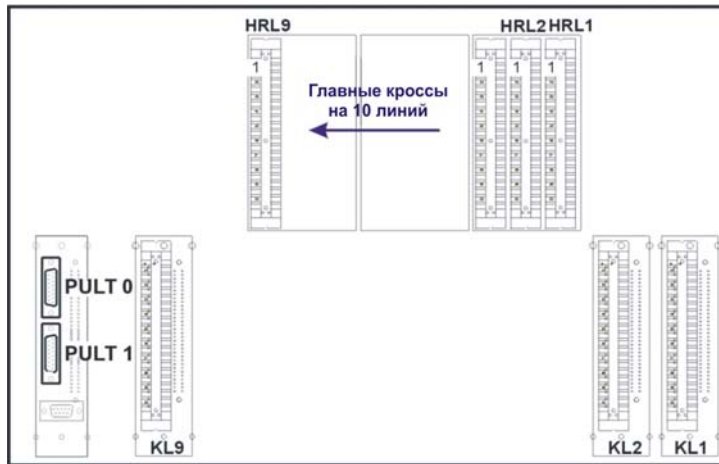 HRL9
HRL2 HRL1
1
1
1
1
Главные кроссы
на 10 линий
PULT 0
PULT 1
KL9
KL2
KL1